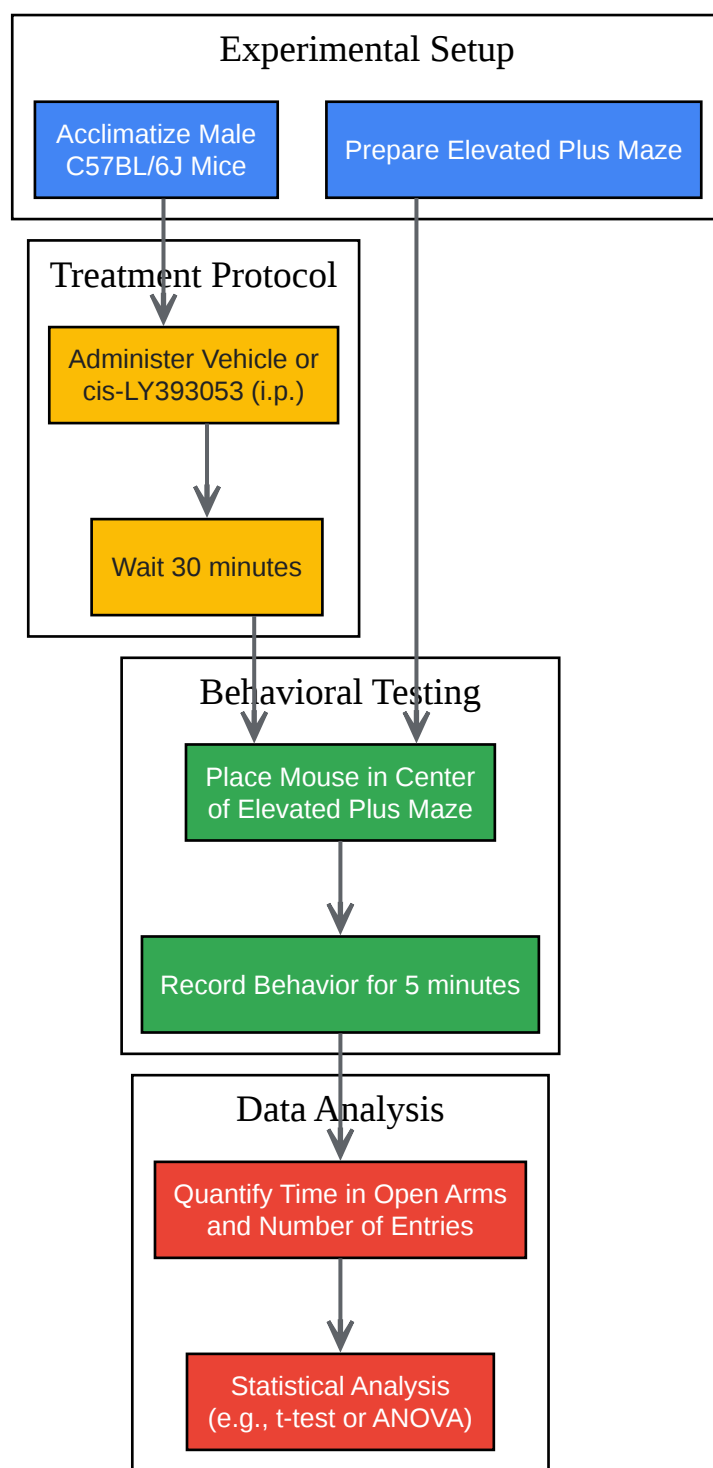 Experimental Setup
Acclimatize Male
C57BL/6J Mice
Prepare Elevated Plus Maze
Treatment Protocol
Administer Vehicle or
cis-LY393053 (i.p.)
Wait 30 minutes
Behavioral Testing
Place Mouse in Center
of Elevated Plus Maze
Record Behavior for 5 minutes
Data Analysis
Quantify Time in Open Arms
and Number of Entries
Statistical Analysis
(e.g., t-test or ANOVA)